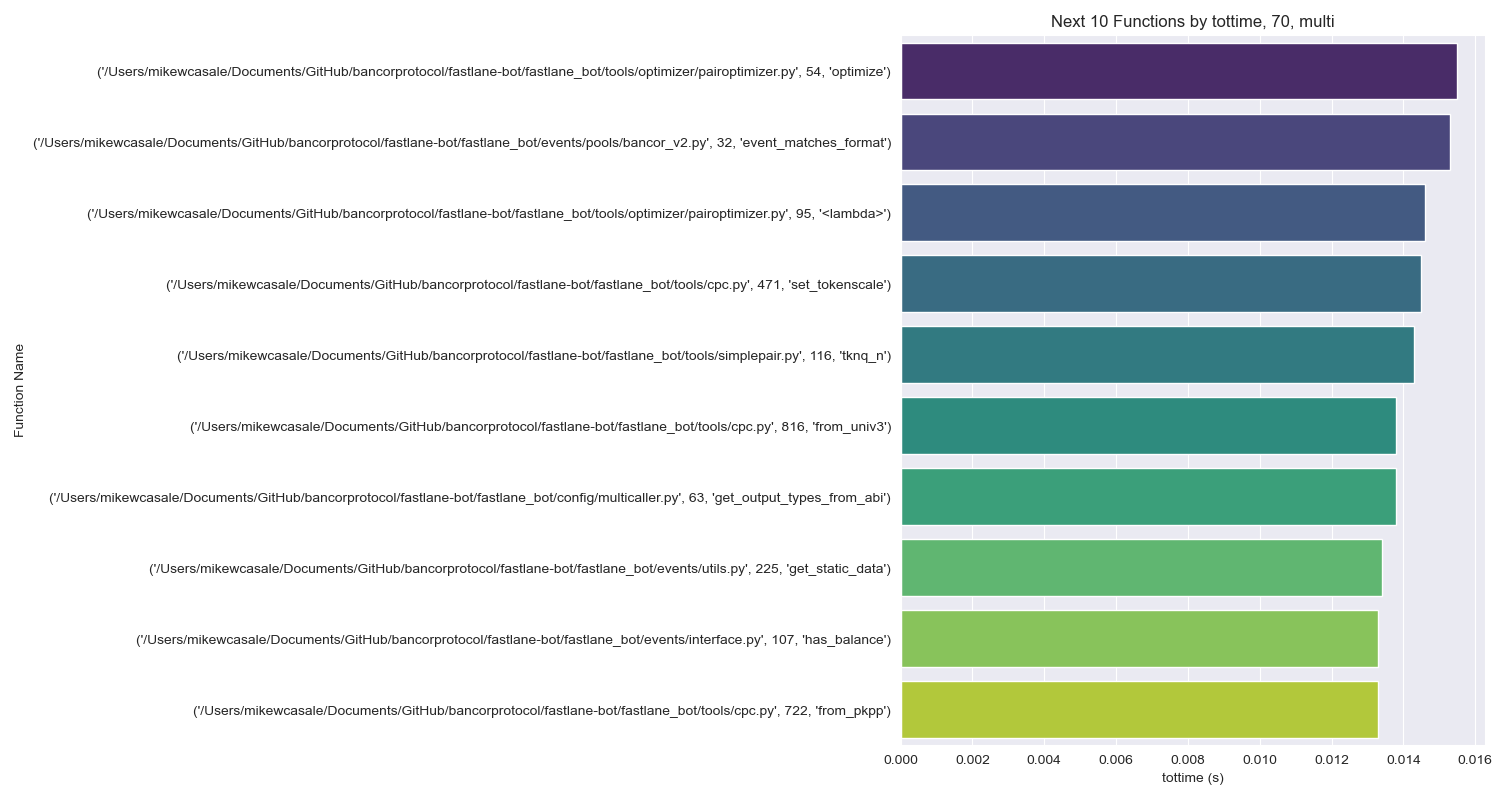 Next 10 Functions by tottime, 70, multi
('/Users/mikewcasale/Documents/GitHub/bancorprotocol/fastlane-bot/fastlane_bot/tools/optimizer/pairoptimizer.py', 54, 'optimize')
('/Users/mikewcasale/Documents/GitHub/bancorprotocol/fastlane-bot/fastlane_bot/events/pools/bancor_v2.py', 32, 'event_matches_format')
('/Users/mikewcasale/Documents/GitHub/bancorprotocol/fastlane-bot/fastlane_bot/tools/optimizer/pairoptimizer.py', 95, '<lambda>')
('/Users/mikewcasale/Documents/GitHub/bancorprotocol/fastlane-bot/fastlane_bot/tools/cpc.py', 471, 'set_tokenscale')
('/Users/mikewcasale/Documents/GitHub/bancorprotocol/fastlane-bot/fastlane_bot/tools/simplepair.py', 116, 'tknq_n')
('/Users/mikewcasale/Documents/GitHub/bancorprotocol/fastlane-bot/fastlane_bot/tools/cpc.py', 816, 'from_univ3')
('/Users/mikewcasale/Documents/GitHub/bancorprotocol/fastlane-bot/fastlane_bot/config/multicaller.py', 63, 'get_output_types_from_abi')
('/Users/mikewcasale/Documents/GitHub/bancorprotocol/fastlane-bot/fastlane_bot/events/utils.py', 225, 'get_static_data')
('/Users/mikewcasale/Documents/GitHub/bancorprotocol/fastlane-bot/fastlane_bot/events/interface.py', 107, 'has_balance')
('/Users/mikewcasale/Documents/GitHub/bancorprotocol/fastlane-bot/fastlane_bot/tools/cpc.py', 722, 'from_pkpp')
Function Name
0.000 0.002 0.004 0.006 0.008 0.010 0.012 0.014 0.016
tottime (s)